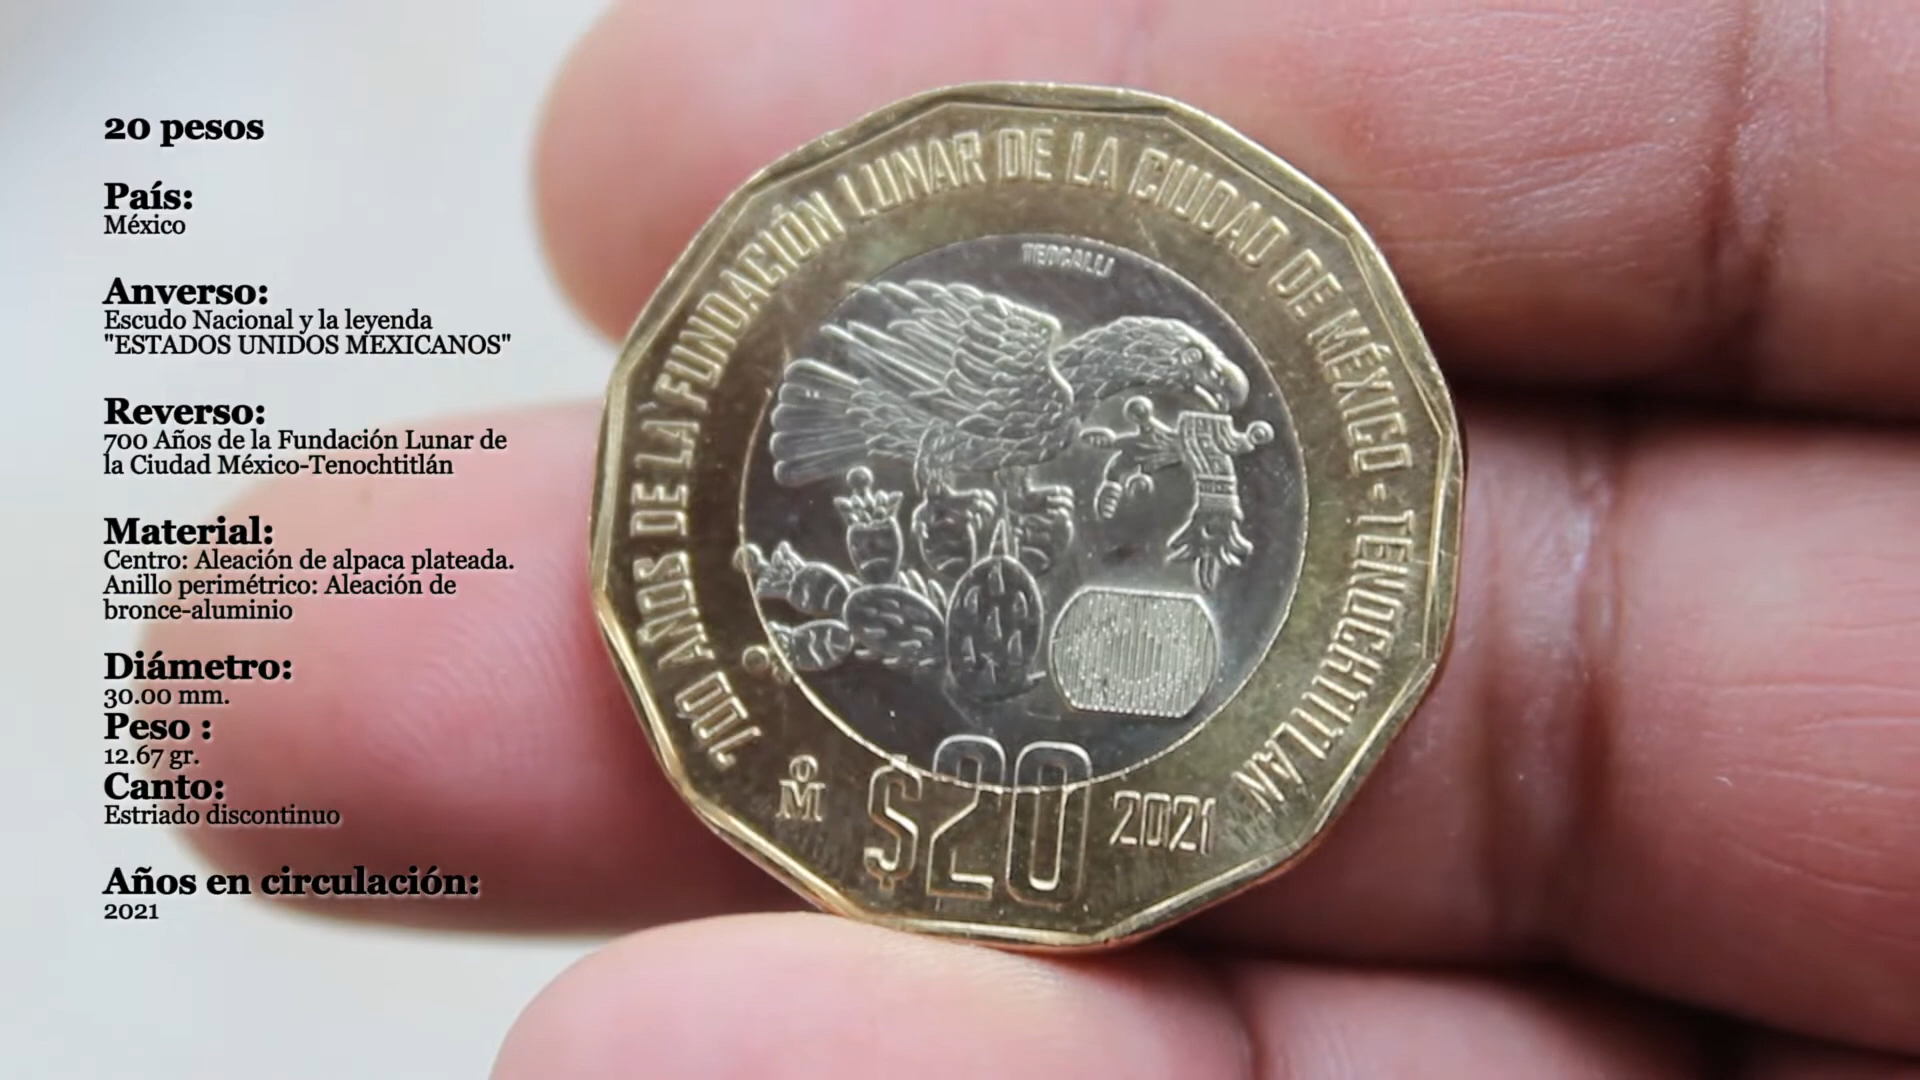 20 pesos
País:
México
Anverso:
Escudo Nacional y la leyenda
"ESTADOS UNIDOS MEXICANOS"
Reverso:
700 Años de la Fundación Lunar de
la Ciudad México-Tenochtitlán
Material:
Centro: Aleación de alpaca plateada.
Anillo perimétrico: Aleación de
bronce-aluminio
Diámetro:
30.00 mm.
Peso :
12.67 gr.
Canto:
Estriado discontinuo
Años en circulación:
2021
700 AÑOS DE LA FUNDACIÓN LUNAR DE LA CIUDAD DE MÉXICO • TENOCHTITLAN
TEOCALLI
M° $20 2021